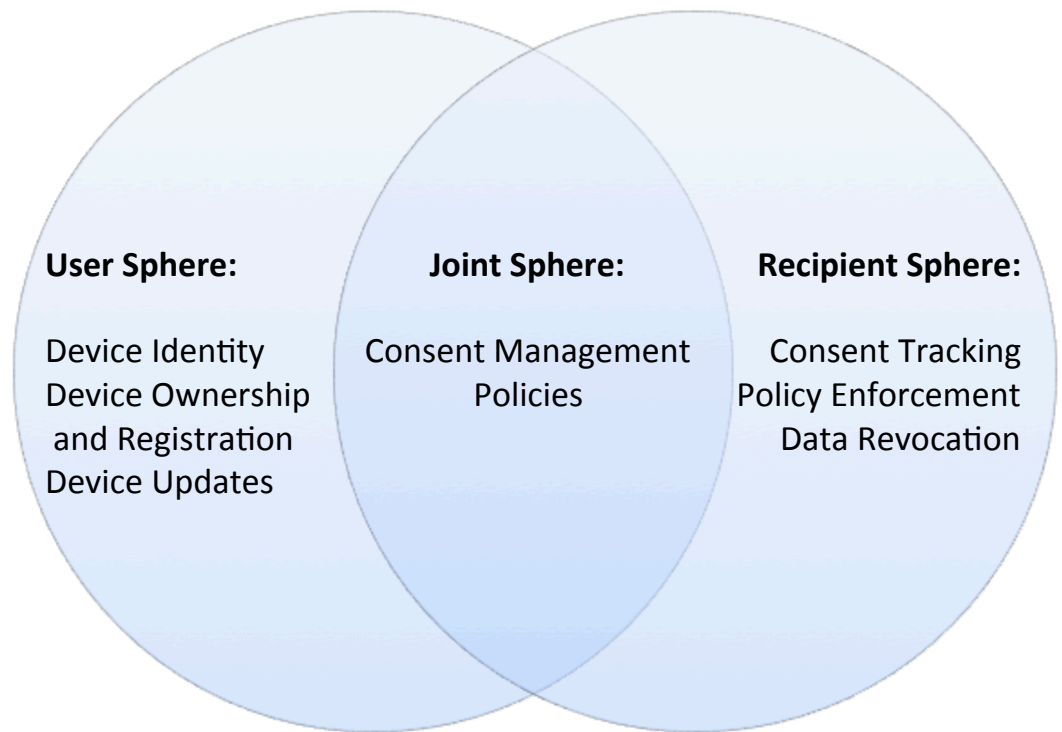 User Sphere:
Device Identity
Device Ownership
and Registration
Device Updates
Joint Sphere:
Consent Management
Policies
Recipient Sphere:
Consent Tracking
Policy Enforcement
Data Revocation